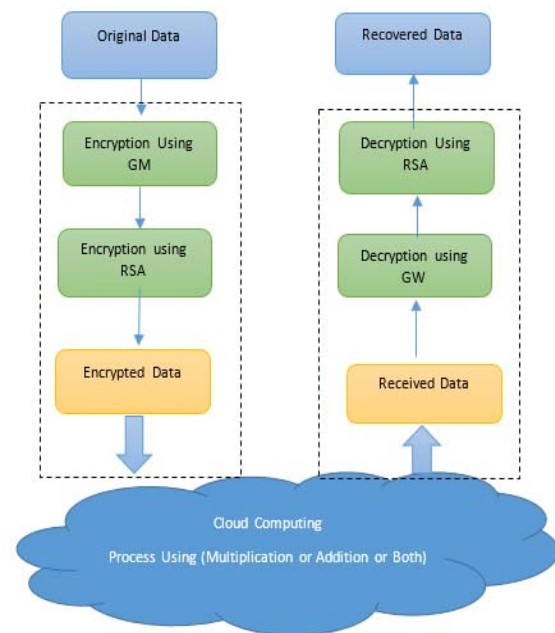 Original Data
Encryption Using
GM
Encryption using
RSA
Encrypted Data
Recovered Data
Decryption Using
RSA
Decryption using
GW
Received Data
Cloud Computing
Process Using (Multiplication or Addition or Both)